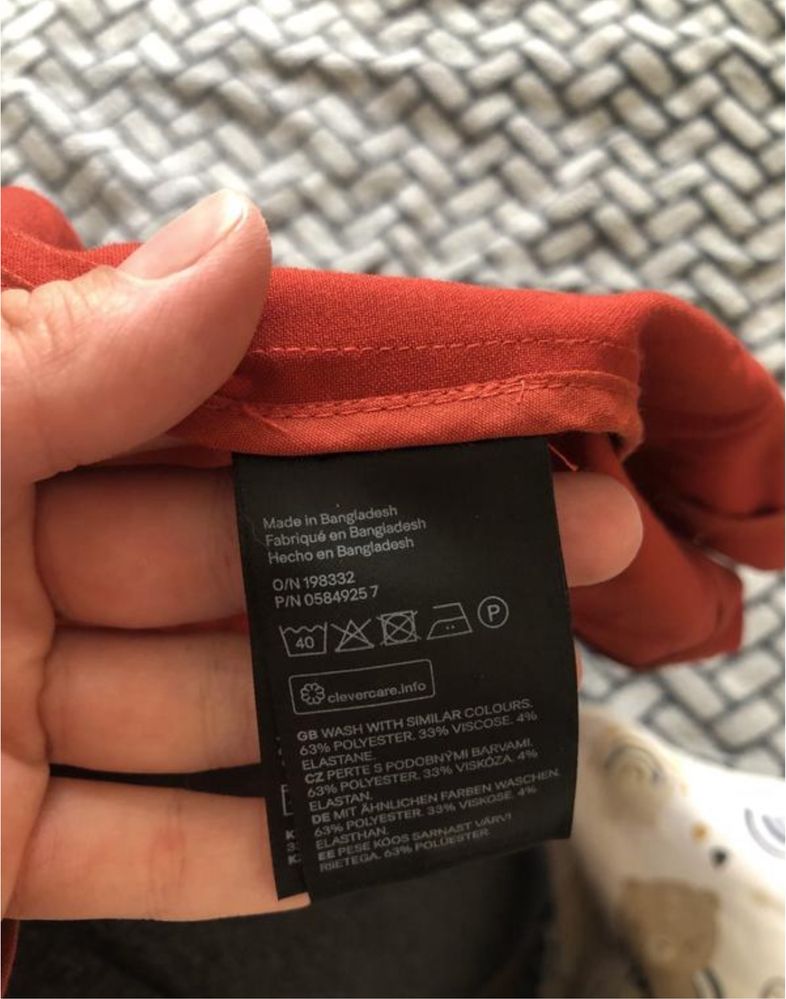 Made in Bangladesh
Fabriqué en Bangladesh
Hecho en Bangladesh
O/N 198332
P/N 0584925 7
40 P
clevercare.info
GB WASH WITH SIMILAR COLOURS.
63% POLYESTER. 33% VISCOSE. 4%
ELASTANE.
CZ PERTE S PODOBNÝMI BARVAMI.
63% POLYESTER. 33% VISKÓZA. 4%
ELASTAN.
DE MIT ÄHNLICHEN FARBEN WASCHEN.
63% POLYESTER. 33% VISKOSE. 4%
ELASTHAN.
EE PESE KOOS SARNAST VÄRVI
RIIETEGA. 63% POLÜESTER.